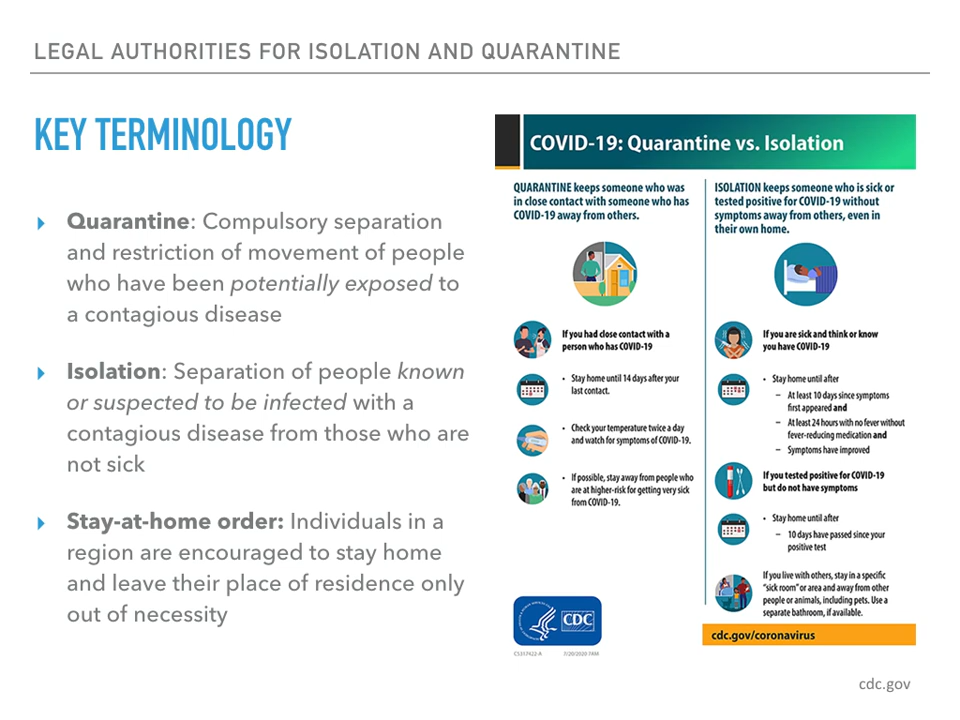 LEGAL AUTHORITIES FOR ISOLATION AND QUARANTINE
KEY TERMINOLOGY
Quarantine: Compulsory separation
and restriction of movement of people
who have been potentially exposed to
a contagious disease
Isolation: Separation of people known
or suspected to be infected with a
contagious disease from those who are
not sick
Stay-at-home order: Individuals in a
region are encouraged to stay home
and leave their place of residence only
out of necessity
COVID-19: Quarantine vs. Isolation
QUARANTINE keeps someone who was
in close contact with someone who has
COVID-19 away from others.
If you had close contact with a
person who has COVID-19
• Stay home until 14 days after your
last contact.
• Check your temperature twice a day
and watch for symptoms of COVID-19.
• If possible, stay away from people who
are at higher-risk for getting very sick
from COVID-19.
ISOLATION keeps someone who is sick or
tested positive for COVID-19 without
symptoms away from others, even in
their own home.
If you are sick and think or know
you have COVID-19
• Stay home until after
– At least 10 days since symptoms
first appeared and
– At least 24 hours with no fever without
fever-reducing medication and
– Symptoms have improved
If you tested positive for COVID-19
but do not have symptoms
• Stay home until after
– 10 days have passed since your
positive test
If you live with others, stay in a specific
“sick room” or area and away from other
people or animals, including pets. Use a
separate bathroom, if available.
CDC
CS317422-A 7/20/2020 7AM
cdc.gov/coronavirus
cdc.gov